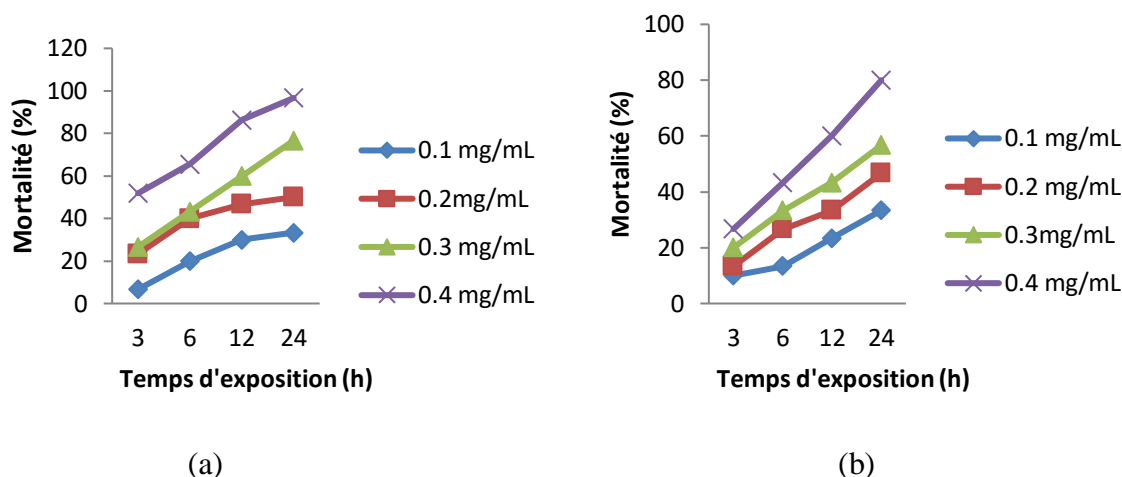 120
100
80
60
40
20
0
Mortalité (%)
3 6 12 24
Temps d'exposition (h)
0.1 mg/mL
0.2mg/mL
0.3 mg/mL
0.4 mg/mL
(a)
100
80
60
40
20
0
Mortalité (%)
3 6 12 24
Temps d'exposition (h)
0.1 mg/mL
0.2 mg/mL
0.3mg/mL
0.4 mg/mL
(b)